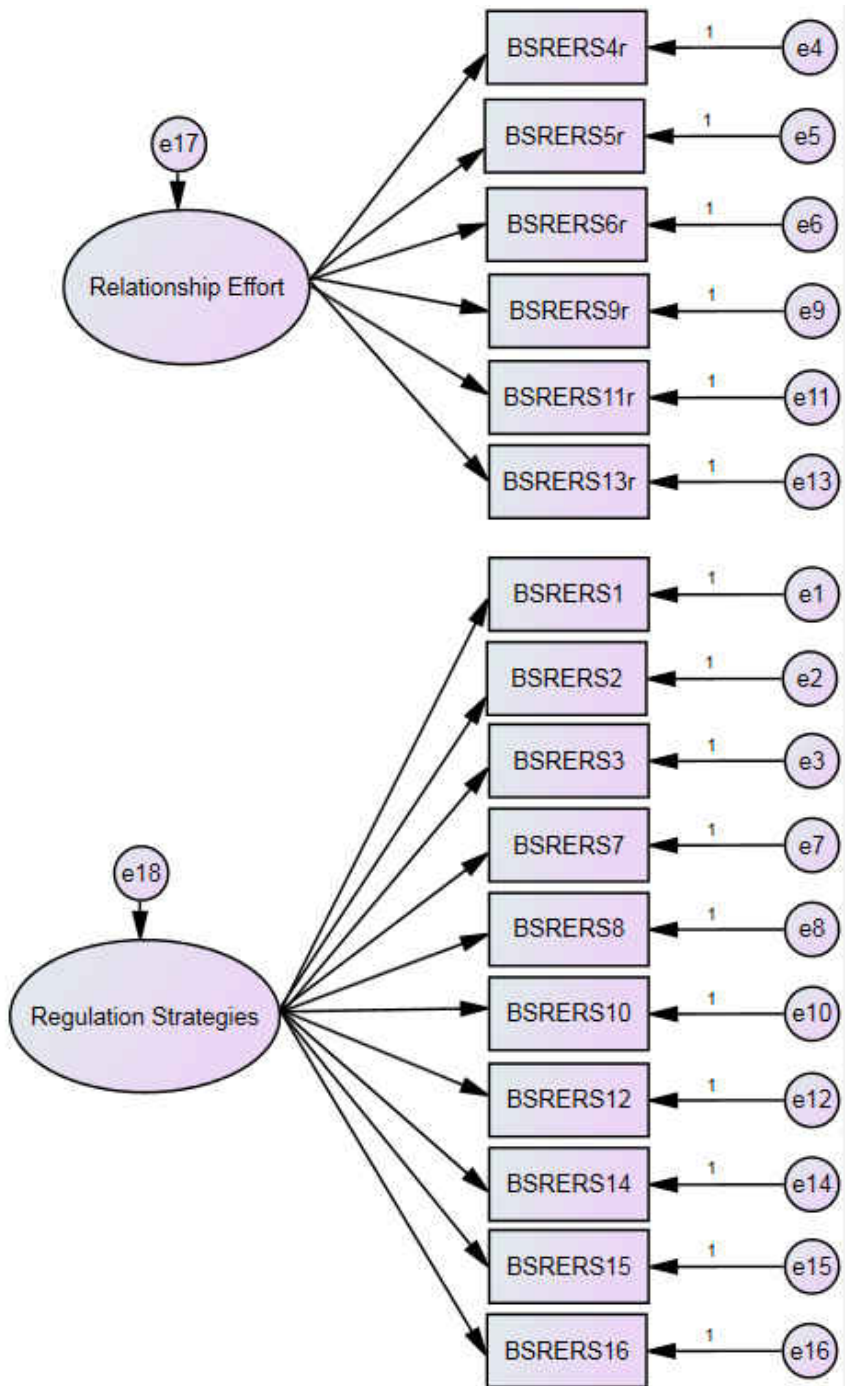 BSRERS4r 1 e4
e17
BSRERS5r 1 e5
BSRERS6r 1 e6
Relationship Effort
BSRERS9r 1 e9
BSRERS11r 1 e11
BSRERS13r 1 e13
BSRERS1 1 e1
BSRERS2 1 e2
BSRERS3 1 e3
BSRERS7 1 e7
e18
BSRERS8 1 e8
Regulation Strategies
BSRERS10 1 e10
BSRERS12 1 e12
BSRERS14 1 e14
BSRERS15 1 e15
BSRERS16 1 e16